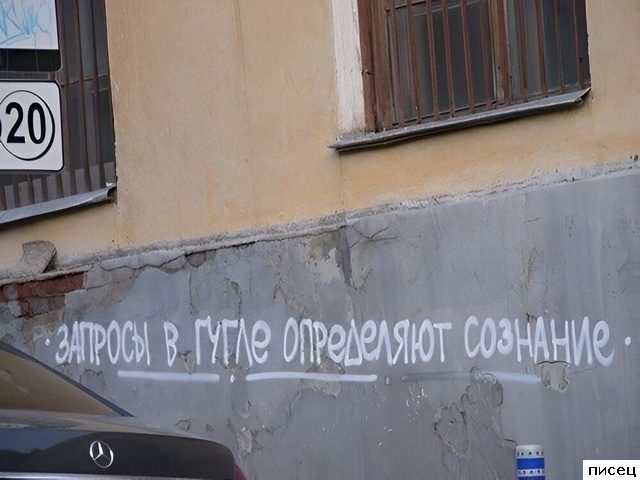 20
· ЗАПРОСЫ В ГУГЛЕ ОПРЕДЕЛЯЮТ СОЗНАНИЕ ·
писец